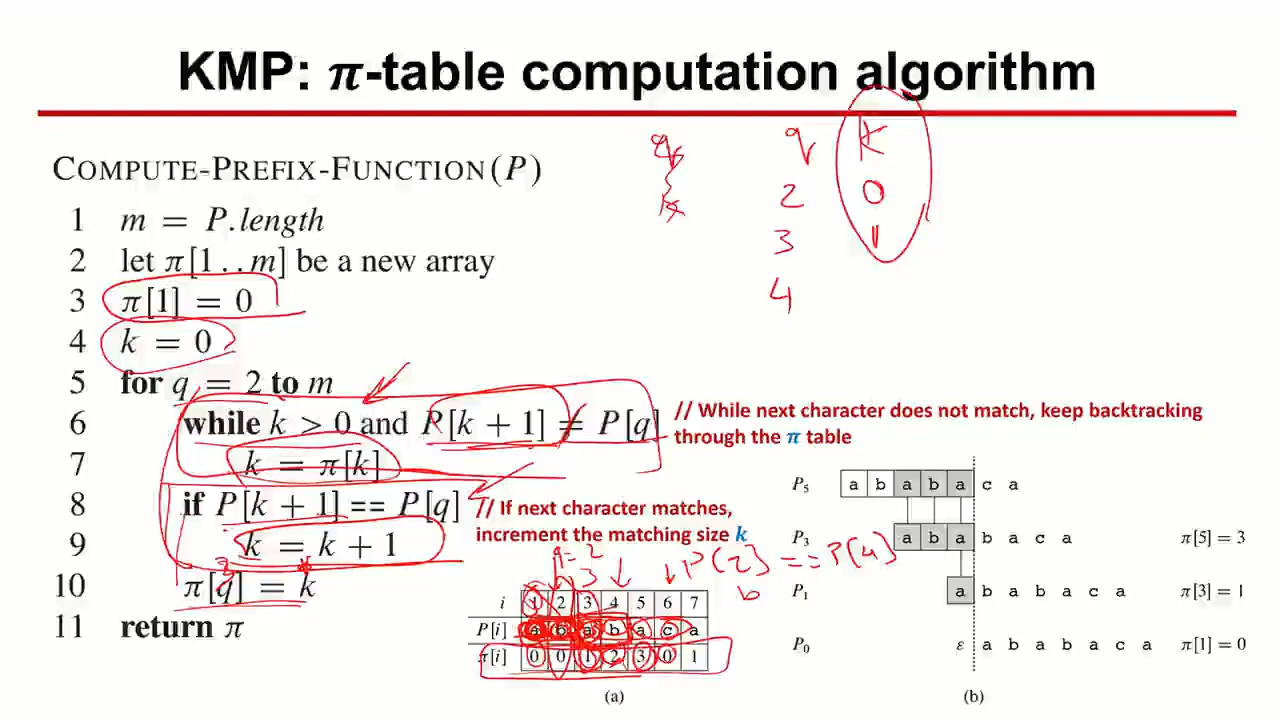 KMP: π-table computation algorithm
COMPUTE-PREFIX-FUNCTION(P)
1 m = P.length
2 let π[1..m] be a new array
3 π[1] = 0
4 k = 0
5 for q = 2 to m
6 while k > 0 and P[k + 1] ≠ P[q]
7 k = π[k]
8 if P[k + 1] == P[q]
9 k = k + 1
10 π[q] = k
11 return π
// While next character does not match, keep backtracking
through the π table
// If next character matches,
increment the matching size k
q k
2 0
3 1
4
q=2
3
P[2] == P[4]
b
i 1 2 3 4 5 6 7
P[i] a b a b a c a
π[i] 0 0 1 2 3 0 1
(a)
P5 a b a b a c a
P3 a b a b a c a π[5] = 3
P1 a b a b a c a π[3] = 1
P0 ε a b a b a c a π[1] = 0
(b)